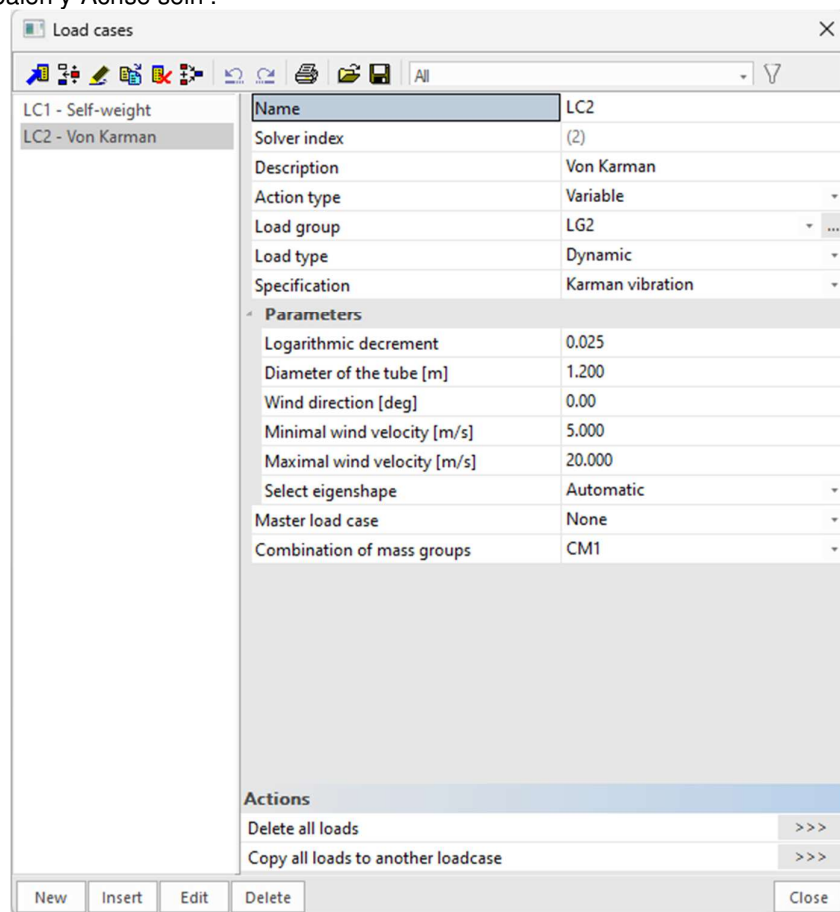 Load cases
All
LC1 - Self-weight
LC2 - Von Karman
Name LC2
Solver index (2)
Description Von Karman
Action type Variable
Load group LG2 ...
Load type Dynamic
Specification Karman vibration
Parameters
Logarithmic decrement 0.025
Diameter of the tube [m] 1.200
Wind direction [deg] 0.00
Minimal wind velocity [m/s] 5.000
Maximal wind velocity [m/s] 20.000
Select eigenshape Automatic
Master load case None
Combination of mass groups CM1
Actions
Delete all loads >>>
Copy all loads to another loadcase >>>
New Insert Edit Delete Close